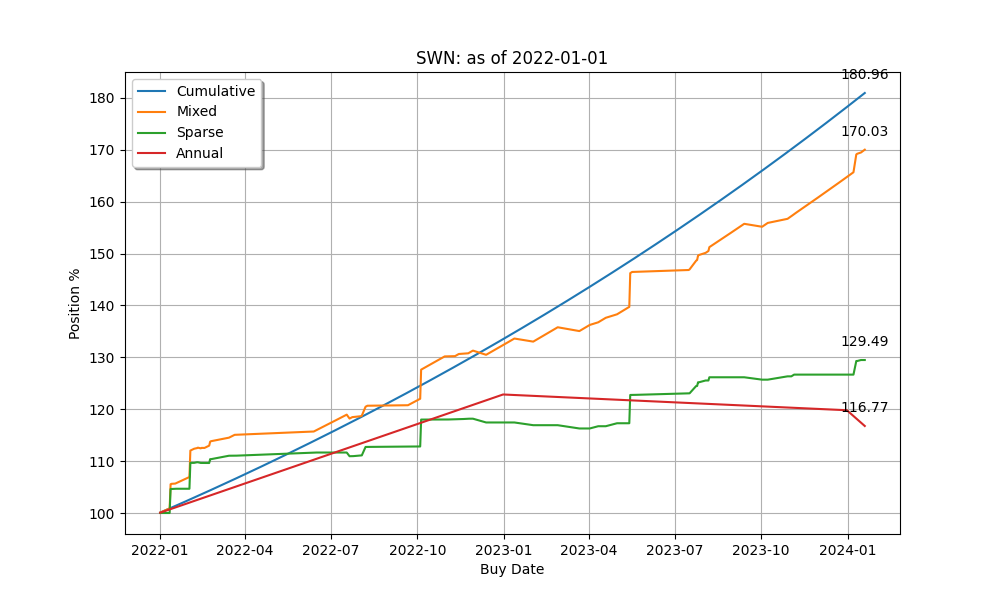 SWN: as of 2022-01-01
Cumulative
Mixed
Sparse
Annual
180.96
170.03
129.49
116.77
180
170
160
150
140
130
120
110
100
Position %
2022-01 2022-04 2022-07 2022-10 2023-01 2023-04 2023-07 2023-10 2024-01
Buy Date